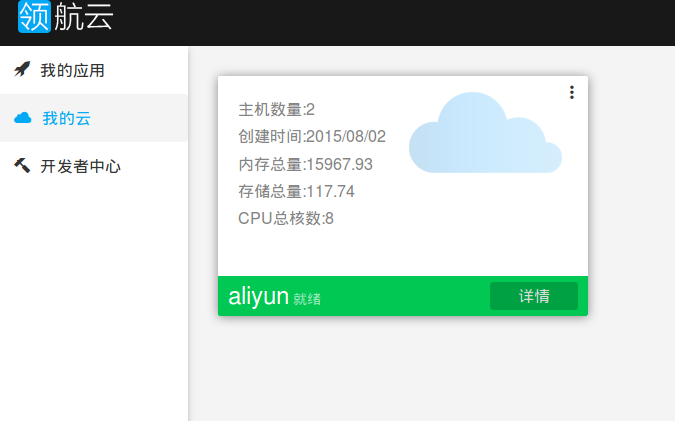 领航云
我的应用
我的云
开发者中心
主机数量:2
创建时间:2015/08/02
内存总量:15967.93
存储总量:117.74
CPU总核数:8
aliyun 就绪
详情